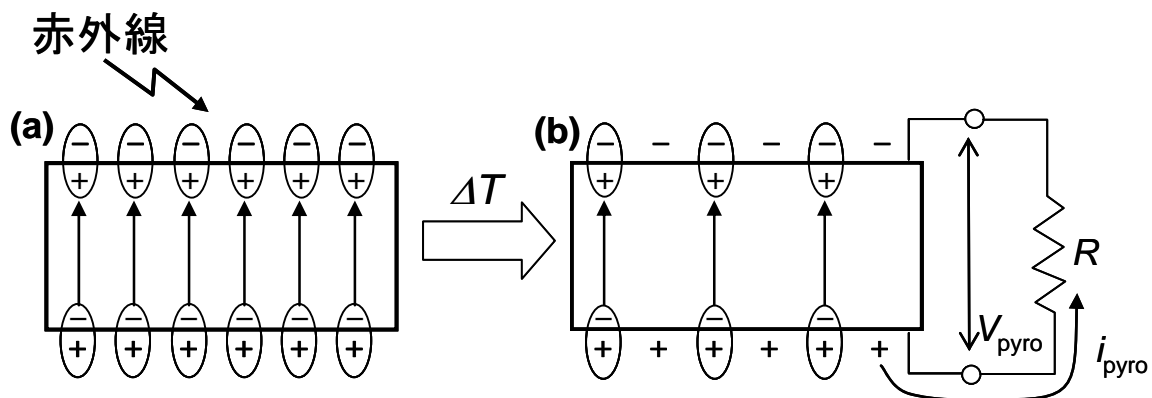 赤外線
(a)
(b)
− − − − − −
+ + + + + +
− − − − − −
+ + + + + +
ΔT
− − − − − −
+ + +
− − −
+ + + + + +
R
V_pyro
i_pyro